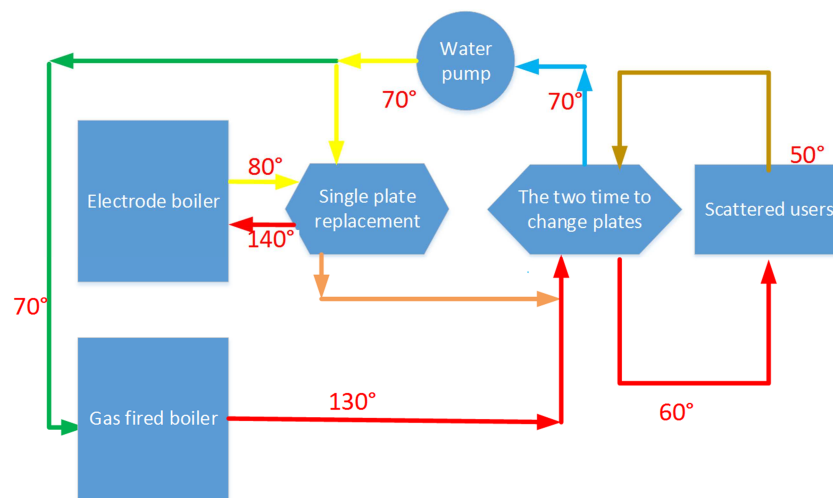 Water
pump
70°
70°
50°
80°
Electrode boiler
Single plate
replacement
The two time to
change plates
Scattered users
140°
70°
130°
60°
Gas fired boiler